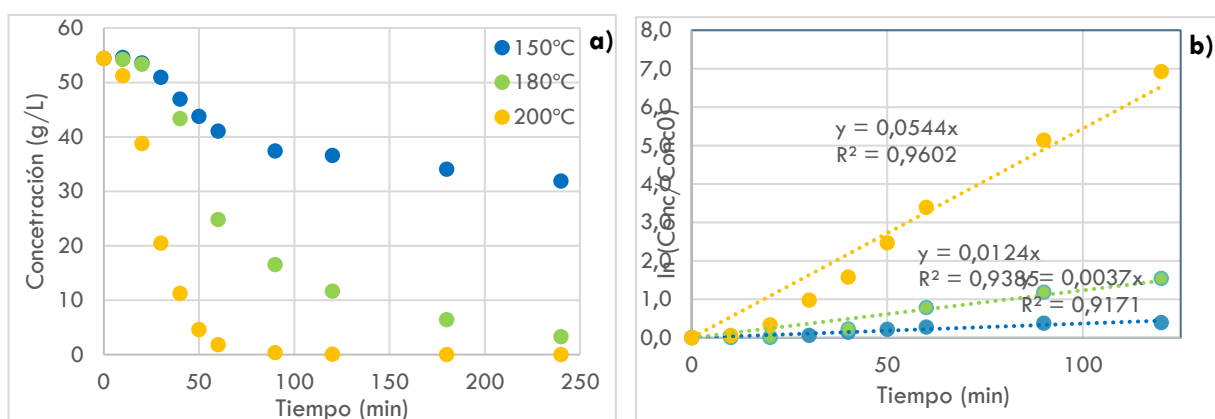 60
50
40
30
20
10
0
Concetración (g/L)
0 50 100 150 200 250
Tiempo (min)
150°C
180°C
200°C
a)
8,0
7,0
6,0
5,0
4,0
3,0
2,0
1,0
0,0
ln (Conc/ Conc0)
y = 0,0544x
R² = 0,9602
y = 0,0124x
R² = 0,9385
y = 0,0037x
R² = 0,9171
0 50 100
Tiempo (min)
b)